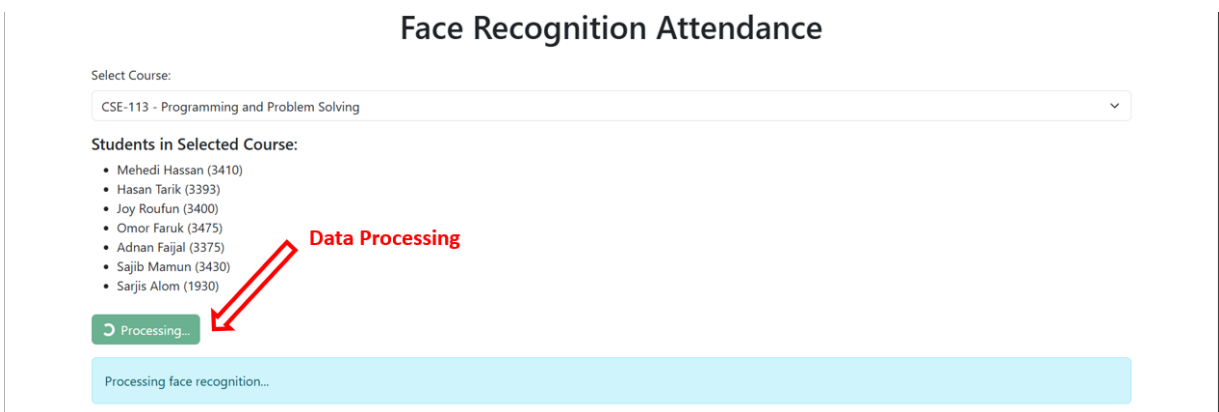 Face Recognition Attendance
Select Course:
CSE-113 - Programming and Problem Solving
Students in Selected Course:
Mehedi Hassan (3410)
Hasan Tarik (3393)
Joy Roufun (3400)
Omor Faruk (3475)
Adnan Faijal (3375)
Sajib Mamun (3430)
Sarjis Alom (1930)
Data Processing
Processing...
Processing face recognition...